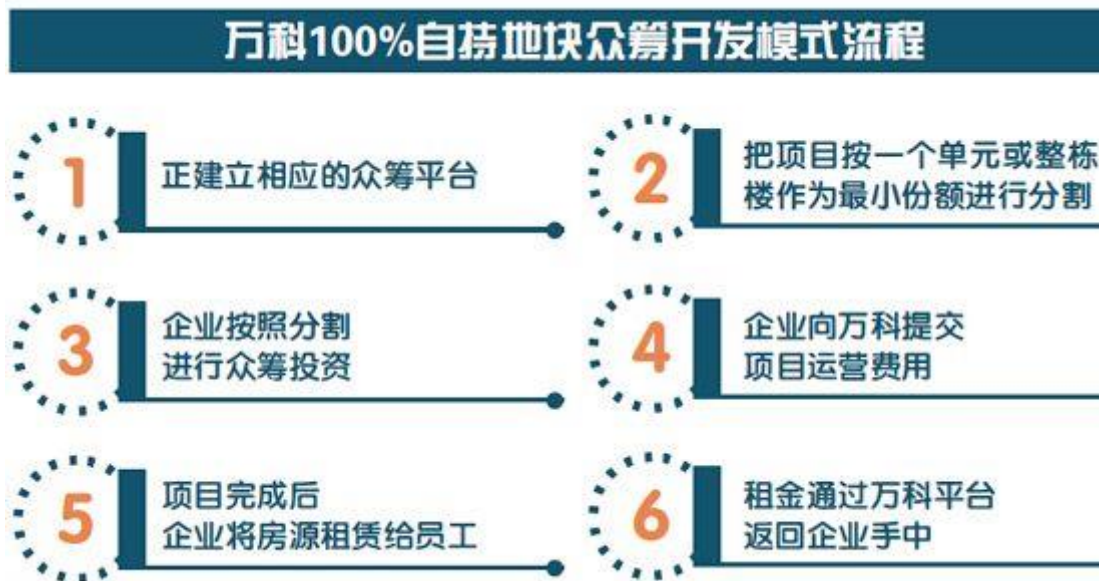 万科100%自持地块众筹开发模式流程
1
正建立相应的众筹平台
2
把项目按一个单元或整栋
楼作为最小份额进行分割
3
企业按照分割
进行众筹投资
4
企业向万科提交
项目运营费用
5
项目完成后
企业将房源租赁给员工
6
租金通过万科平台
返回企业手中